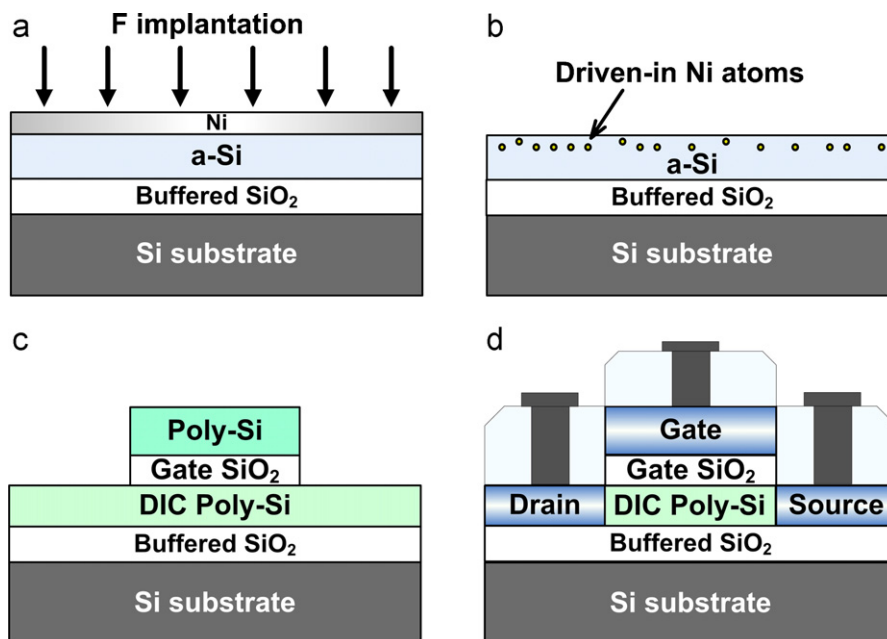 a
F implantation
Ni
a-Si
Buffered SiO₂
Si substrate
b
Driven-in Ni atoms
a-Si
Buffered SiO₂
Si substrate
c
Poly-Si
Gate SiO₂
DIC Poly-Si
Buffered SiO₂
Si substrate
d
Gate
Gate SiO₂
Drain DIC Poly-Si Source
Buffered SiO₂
Si substrate